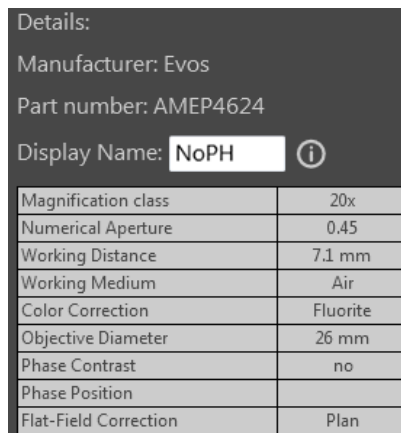 Details:
Manufacturer: Evos
Part number: AMEP4624
Display Name: NoPH
Magnification class 20x
Numerical Aperture 0.45
Working Distance 7.1 mm
Working Medium Air
Color Correction Fluorite
Objective Diameter 26 mm
Phase Contrast no
Phase Position
Flat-Field Correction Plan